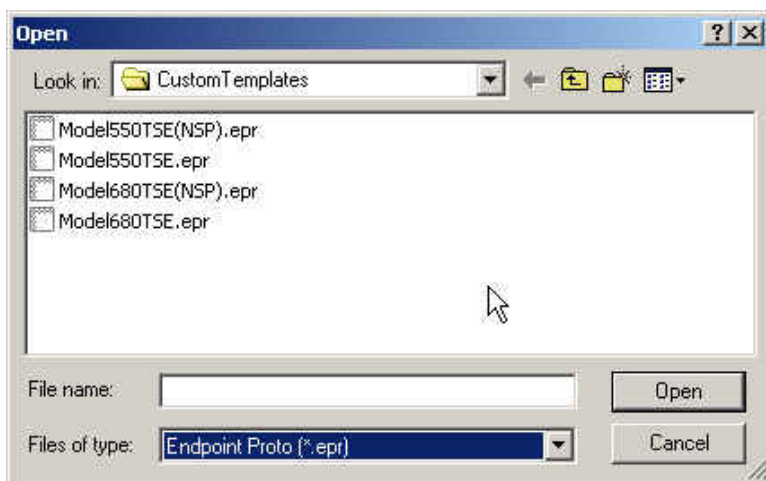 Open
Look in: CustomTemplates
Model550TSE(NSP).epr
Model550TSE.epr
Model680TSE(NSP).epr
Model680TSE.epr
File name:
Open
Files of type: Endpoint Proto (*.epr)
Cancel